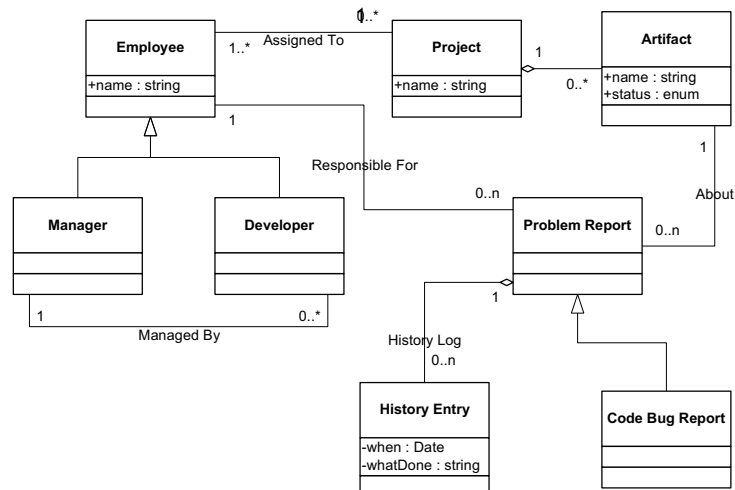 Employee
+name : string
1..*
Assigned To
0..*
Project
+name : string
1
0..*
Artifact
+name : string
+status : enum
1
Responsible For
0..n
1
About
0..n
Manager
Developer
1
Managed By
0..*
Problem Report
1
History Log
0..n
History Entry
-when : Date
-whatDone : string
Code Bug Report